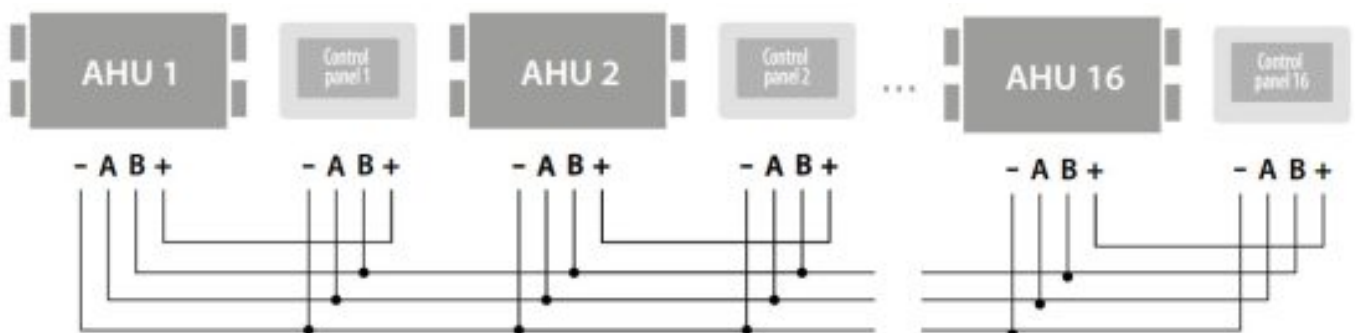 AHU 1
Control
panel 1
AHU 2
Control
panel 2
...
AHU 16
Control
panel 16
- A B +
- A B +
- A B +
- A B +
- A B +
- A B +